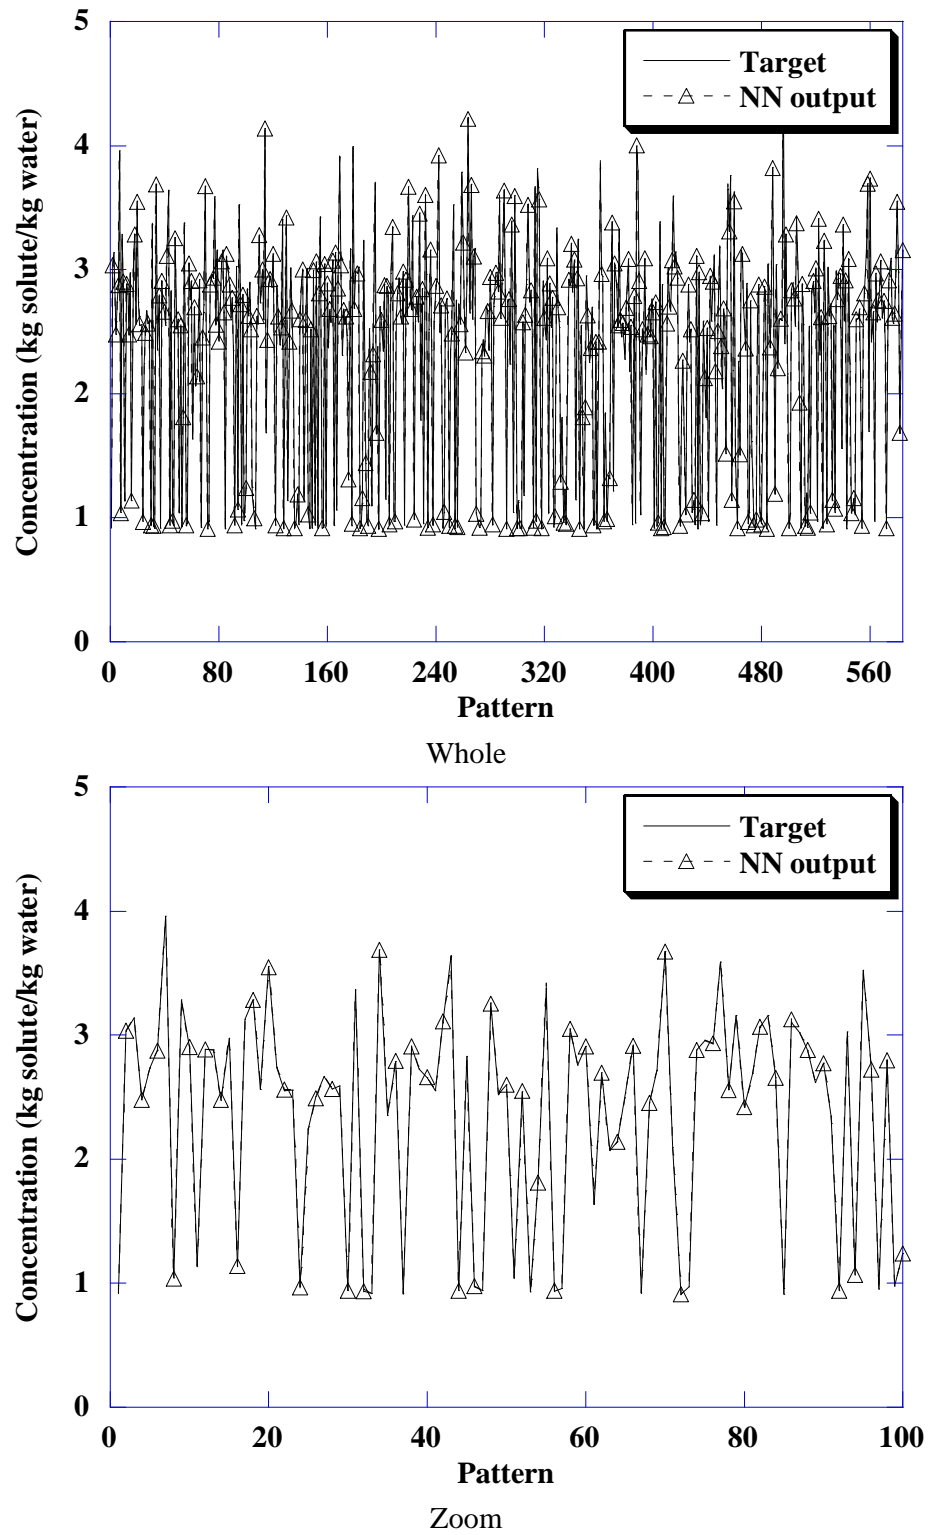 5
4
3
2
1
0
Concentration (kg solute/kg water)
Target
NN output
0 80 160 240 320 400 480 560
Pattern
Whole
5
4
3
2
1
0
Concentration (kg solute/kg water)
Target
NN output
0 20 40 60 80 100
Pattern
Zoom